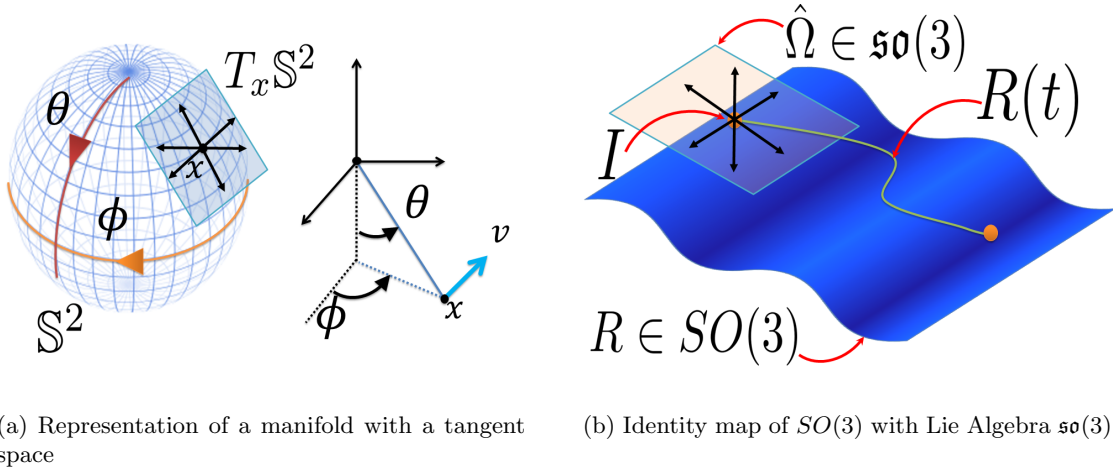 θ
T_x𝕊²
x
ϕ
𝕊²
θ
v
ϕ
x
Ω̂ ∈ 𝔰𝔬(3)
I
R(t)
R ∈ SO(3)
(a) Representation of a manifold with a tangent
space
(b) Identity map of SO(3) with Lie Algebra 𝔰𝔬(3)